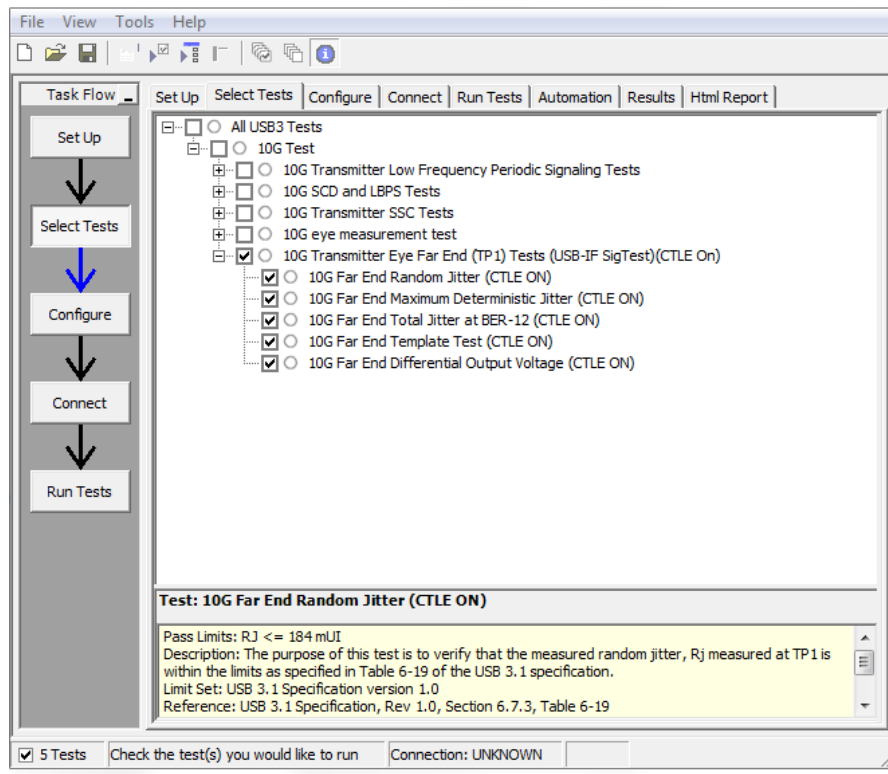 File View Tools Help
Task Flow
Set Up
Select Tests
Configure
Connect
Run Tests
Set Up Select Tests Configure Connect Run Tests Automation Results Html Report
All USB3 Tests
10G Test
10G Transmitter Low Frequency Periodic Signaling Tests
10G SCD and LBPS Tests
10G Transmitter SSC Tests
10G eye measurement test
10G Transmitter Eye Far End (TP1) Tests (USB-IF SigTest)(CTLE On)
10G Far End Random Jitter (CTLE ON)
10G Far End Maximum Deterministic Jitter (CTLE ON)
10G Far End Total Jitter at BER-12 (CTLE ON)
10G Far End Template Test (CTLE ON)
10G Far End Differential Output Voltage (CTLE ON)
Test: 10G Far End Random Jitter (CTLE ON)
Pass Limits: RJ <= 184 mUI
Description: The purpose of this test is to verify that the measured random jitter, Rj measured at TP1 is
within the limits as specified in Table 6-19 of the USB 3.1 specification.
Limit Set: USB 3.1 Specification version 1.0
Reference: USB 3.1 Specification, Rev 1.0, Section 6.7.3, Table 6-19
5 Tests Check the test(s) you would like to run Connection: UNKNOWN